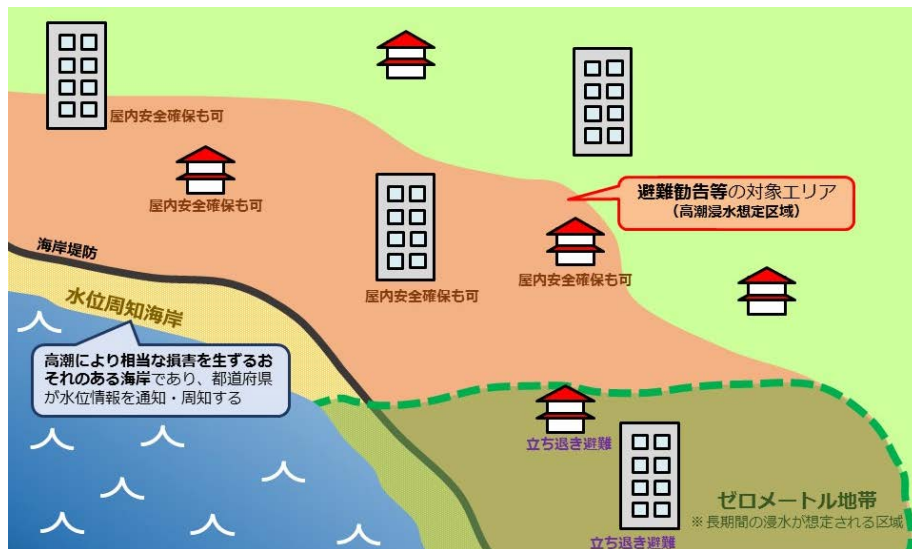 屋内安全確保も可
屋内安全確保も可
避難勧告等の対象エリア
(高潮浸水想定区域)
海岸堤防
屋内安全確保も可
屋内安全確保も可
水位周知海岸
高潮により相当な損害を生ずるお
それのある海岸であり、都道府県
が水位情報を通知・周知する
立ち退き避難
ゼロメートル地帯
※長期間の浸水が想定される区域
立ち退き避難